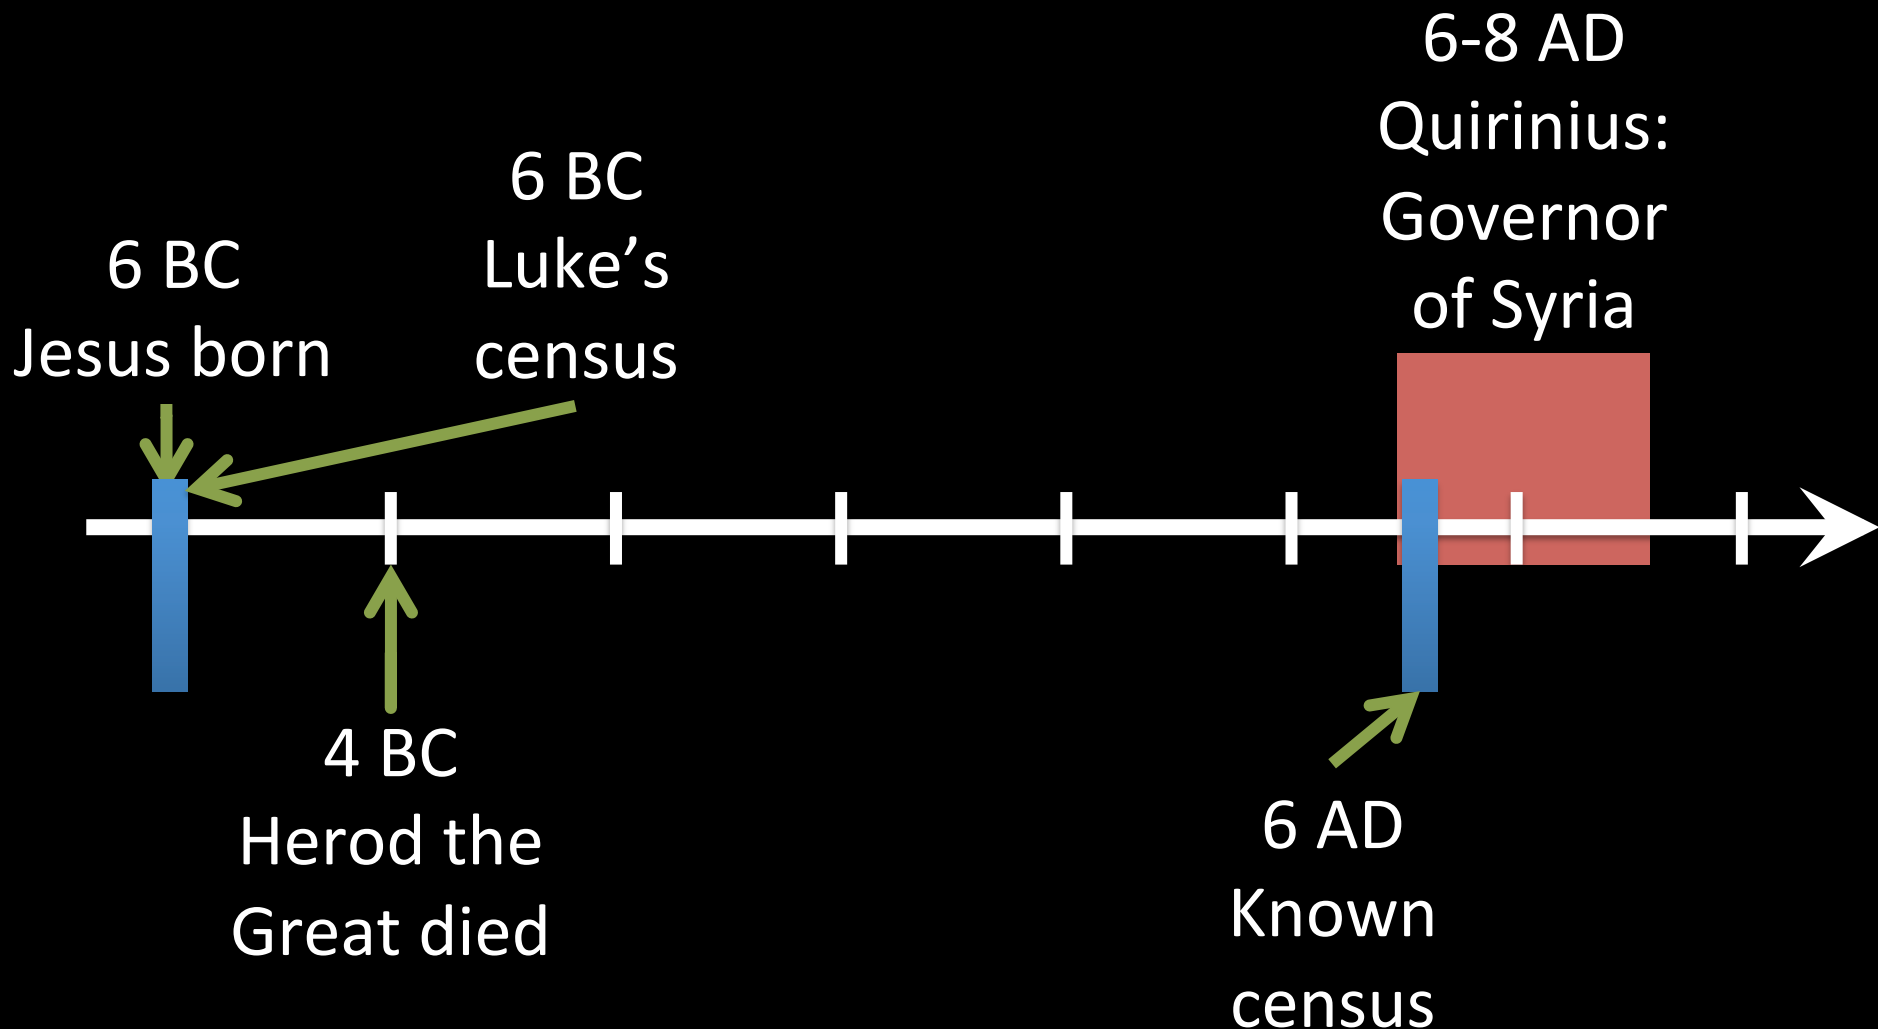 6 BC
Jesus born
6 BC
Luke’s
census
6-8 AD
Quirinius:
Governor
of Syria
4 BC
Herod the
Great died
6 AD
Known
census